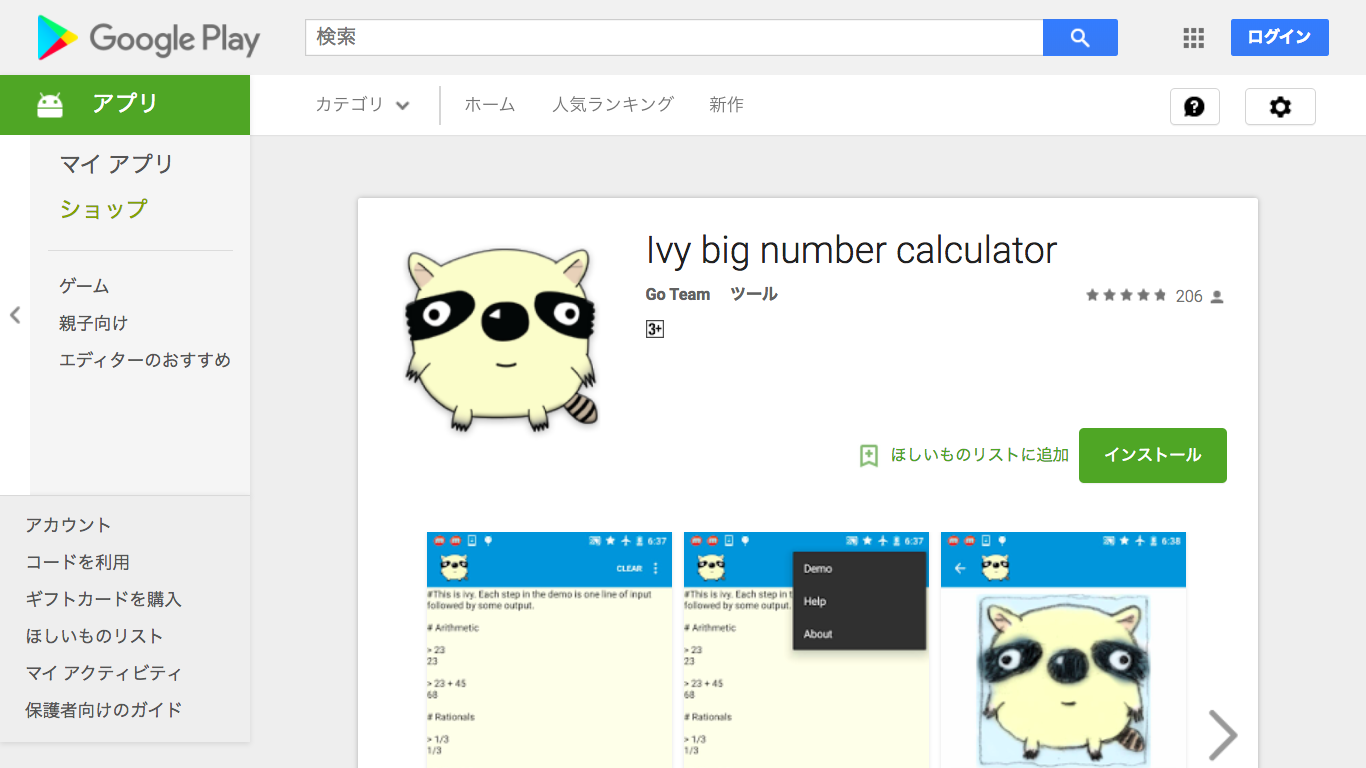 Google Play
検索
ログイン
アプリ
カテゴリ
ホーム
人気ランキング
新作
マイ アプリ
ショップ
ゲーム
親子向け
エディターのおすすめ
アカウント
コードを利用
ギフトカードを購入
ほしいものリスト
マイ アクティビティ
保護者向けのガイド
Ivy big number calculator
Go Team ツール
206
3+
ほしいものリストに追加
インストール
6:37
CLEAR
#This is ivy. Each step in the demo is one line of input
followed by some output.
# Arithmetic
> 23
23
> 23 + 45
68
# Rationals
> 1/3
1/3
6:37
Demo
Help
About
#This is ivy. Each step in t
followed by some output.
# Arithmetic
> 23
23
> 23 + 45
68
# Rationals
> 1/3
1/3
6:38